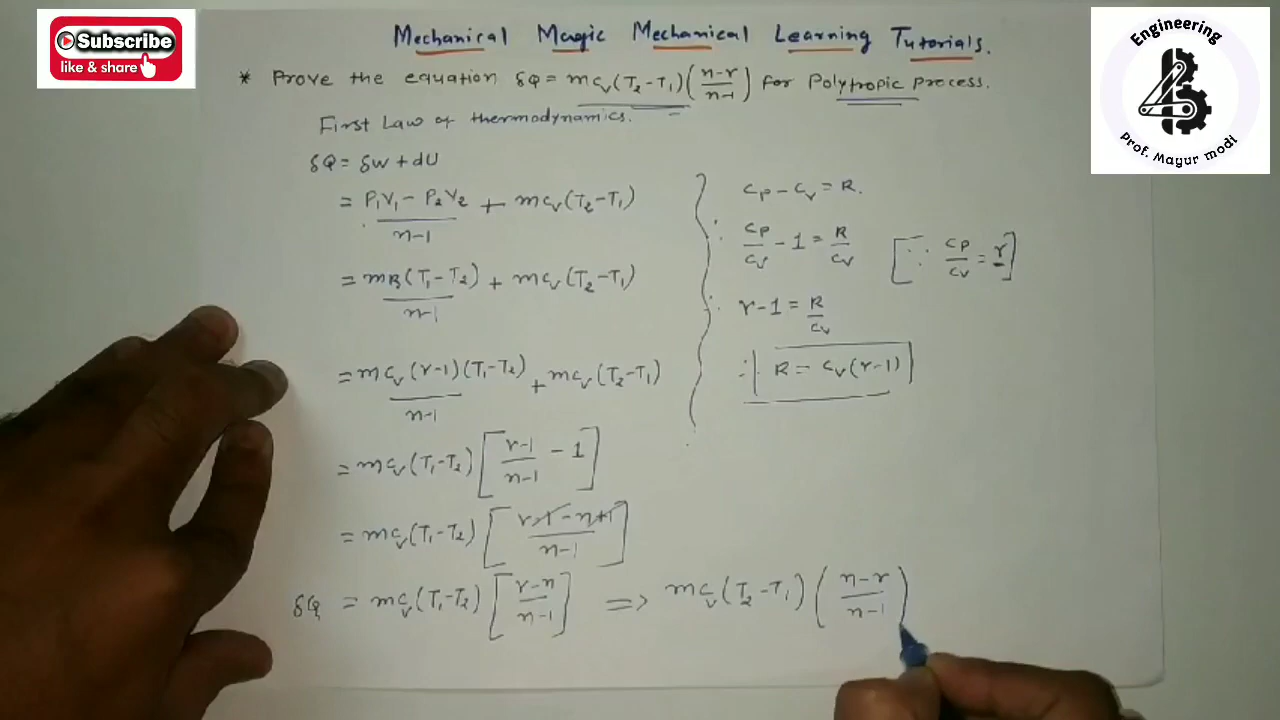 Subscribe
like & share
Engineering
Prof. Mayur modi
Mechanical Magic Mechanical Learning Tutorials.
* Prove the equation δQ = mcᵥ(T₂-T₁)((n-r)/(n-1)) for Polytropic process.
First Law of thermodynamics.
δQ = δW + dU
= (P₁V₁ - P₂V₂)/(n-1) + mcᵥ(T₂-T₁)
= mR(T₁-T₂)/(n-1) + mcᵥ(T₂-T₁)
= mcᵥ(r-1)(T₁-T₂)/(n-1) + mcᵥ(T₂-T₁)
= mcᵥ(T₁-T₂)[(r-1)/(n-1) - 1]
= mcᵥ(T₁-T₂)[(r-1-n+1)/(n-1)]
δQ = mcᵥ(T₁-T₂)[(r-n)/(n-1)] ⇒ mcᵥ(T₂-T₁)((n-r)/(n-1))
cp - cᵥ = R.
∴ cp/cᵥ - 1 = R/cᵥ [∵ cp/cᵥ = r]
∴ r-1 = R/cᵥ
∴ R = cᵥ(r-1)